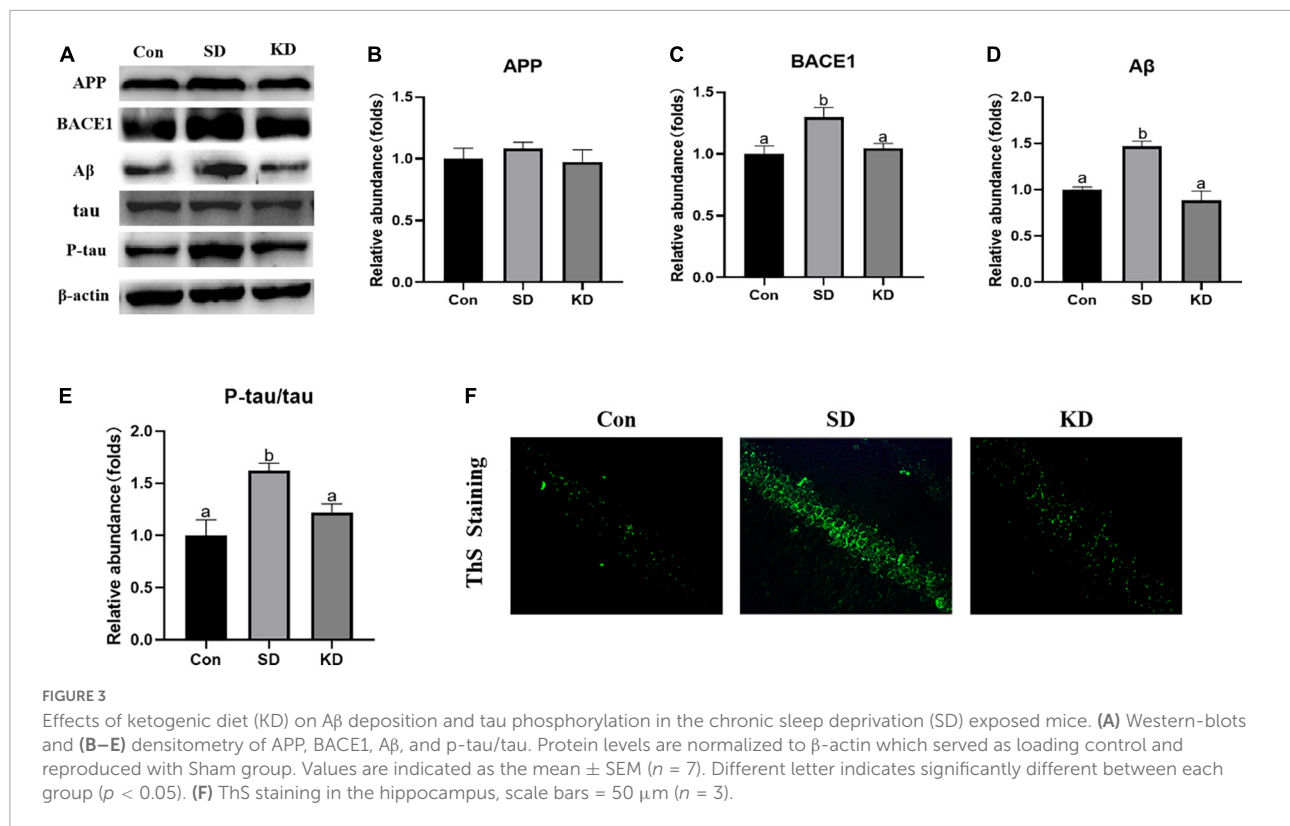 A
Con SD KD
APP
BACE1
Aβ
tau
P-tau
β-actin
B
APP
Relative abundance (folds)
1.5
1.0
0.5
0.0
Con SD KD
C
BACE1
Relative abundance (folds)
1.5
1.0
0.5
0.0
a b a
Con SD KD
D
Aβ
Relative abundance (folds)
2.0
1.5
1.0
0.5
0.0
a b a
Con SD KD
E
P-tau/tau
Relative abundance (folds)
2.0
1.5
1.0
0.5
0.0
a b a
Con SD KD
F
Con SD KD
ThS Staining
FIGURE 3
Effects of ketogenic diet (KD) on Aβ deposition and tau phosphorylation in the chronic sleep deprivation (SD) exposed mice. (A) Western-blots
and (B–E) densitometry of APP, BACE1, Aβ, and p-tau/tau. Protein levels are normalized to β-actin which served as loading control and
reproduced with Sham group. Values are indicated as the mean ± SEM (n = 7). Different letter indicates significantly different between each
group (p < 0.05). (F) ThS staining in the hippocampus, scale bars = 50 μm (n = 3).